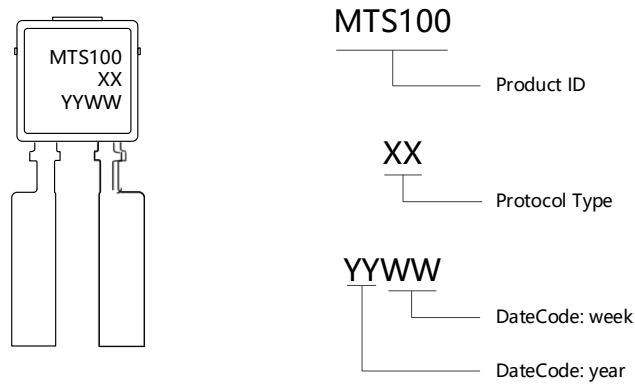 MTS100
XX
YYWW
MTS100
Product ID
XX
Protocol Type
YYWW
DateCode: week
DateCode: year